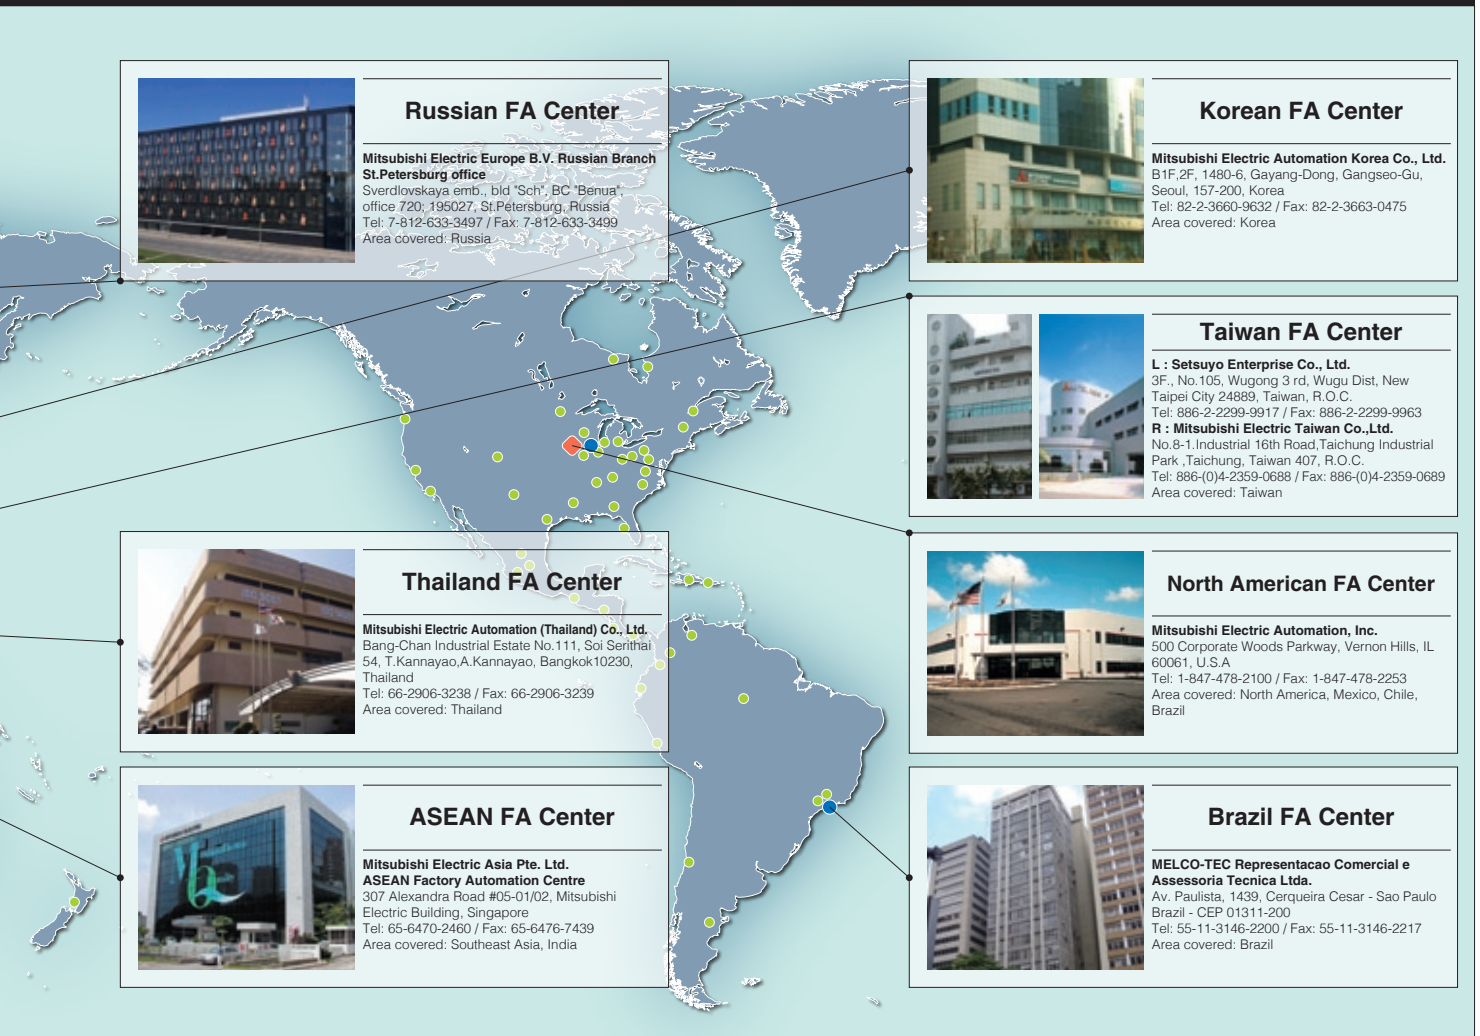 Russian FA Center
Mitsubishi Electric Europe B.V. Russian Branch
St.Petersburg office
Sverdlovskaya emb., bld "Sch", BC "Benua",
office 720; 195027, St.Petersburg, Russia
Tel: 7-812-633-3497 / Fax: 7-812-633-3499
Area covered: Russia
Korean FA Center
Mitsubishi Electric Automation Korea Co., Ltd.
B1F,2F, 1480-6, Gayang-Dong, Gangseo-Gu,
Seoul, 157-200, Korea
Tel: 82-2-3660-9632 / Fax: 82-2-3663-0475
Area covered: Korea
Taiwan FA Center
L : Setsuyo Enterprise Co., Ltd.
3F., No.105, Wugong 3 rd, Wugu Dist, New
Taipei City 24889, Taiwan, R.O.C.
Tel: 886-2-2299-9917 / Fax: 886-2-2299-9963
R : Mitsubishi Electric Taiwan Co.,Ltd.
No.8-1.Industrial 16th Road,Taichung Industrial
Park ,Taichung, Taiwan 407, R.O.C.
Tel: 886-(0)4-2359-0688 / Fax: 886-(0)4-2359-0689
Area covered: Taiwan
Thailand FA Center
Mitsubishi Electric Automation (Thailand) Co., Ltd.
Bang-Chan Industrial Estate No.111, Soi Serithai
54, T.Kannayao,A.Kannayao, Bangkok10230,
Thailand
Tel: 66-2906-3238 / Fax: 66-2906-3239
Area covered: Thailand
North American FA Center
Mitsubishi Electric Automation, Inc.
500 Corporate Woods Parkway, Vernon Hills, IL
60061, U.S.A
Tel: 1-847-478-2100 / Fax: 1-847-478-2253
Area covered: North America, Mexico, Chile,
Brazil
ASEAN FA Center
Mitsubishi Electric Asia Pte. Ltd.
ASEAN Factory Automation Centre
307 Alexandra Road #05-01/02, Mitsubishi
Electric Building, Singapore
Tel: 65-6470-2460 / Fax: 65-6476-7439
Area covered: Southeast Asia, India
Brazil FA Center
MELCO-TEC Representacao Comercial e
Assessoria Tecnica Ltda.
Av. Paulista, 1439, Cerqueira Cesar - Sao Paulo
Brazil - CEP 01311-200
Tel: 55-11-3146-2200 / Fax: 55-11-3146-2217
Area covered: Brazil